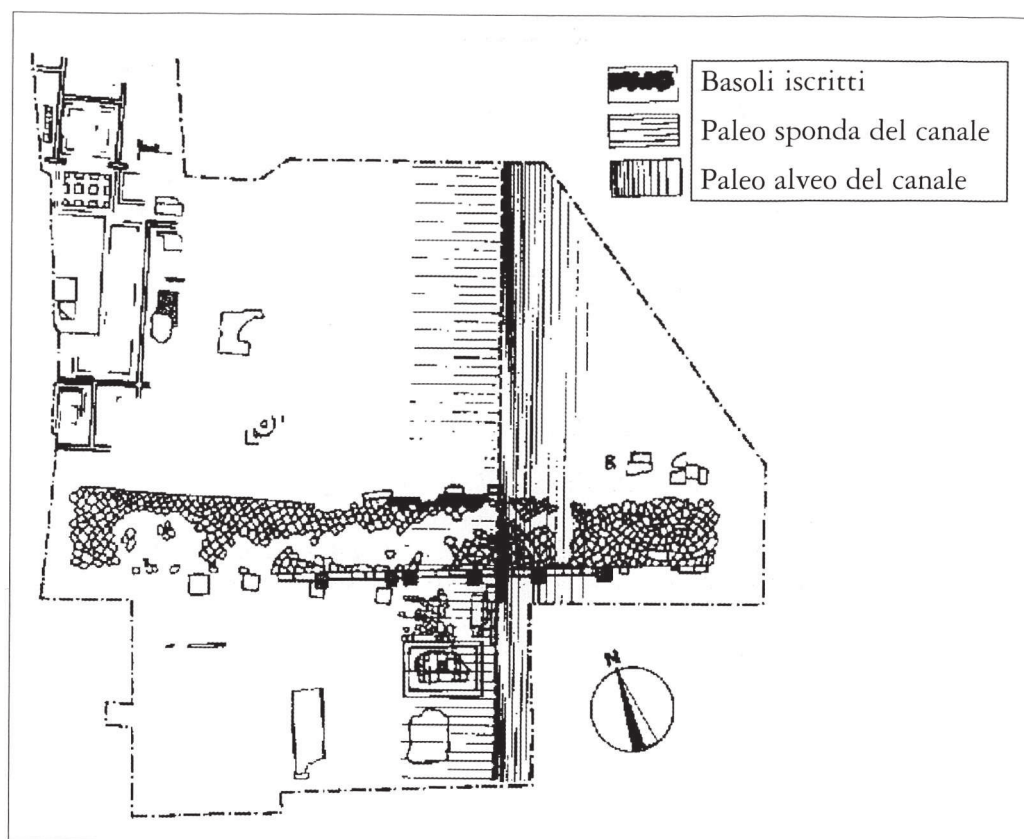 Basoli iscritti
Paleo sponda del canale
Paleo alveo del canale
B
N